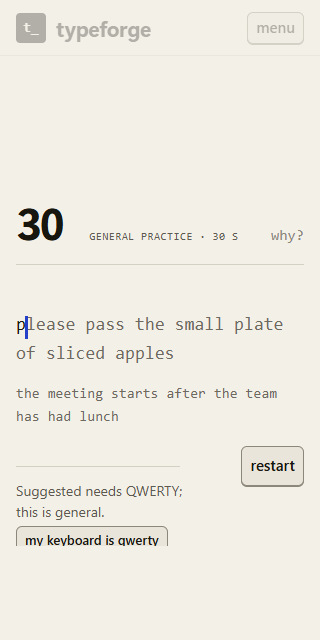 t_ typeforge menu
30 GENERAL PRACTICE · 30 S why?
please pass the small plate
of sliced apples
the meeting starts after the team
has had lunch
restart
Suggested needs QWERTY;
this is general.
my keyboard is qwerty